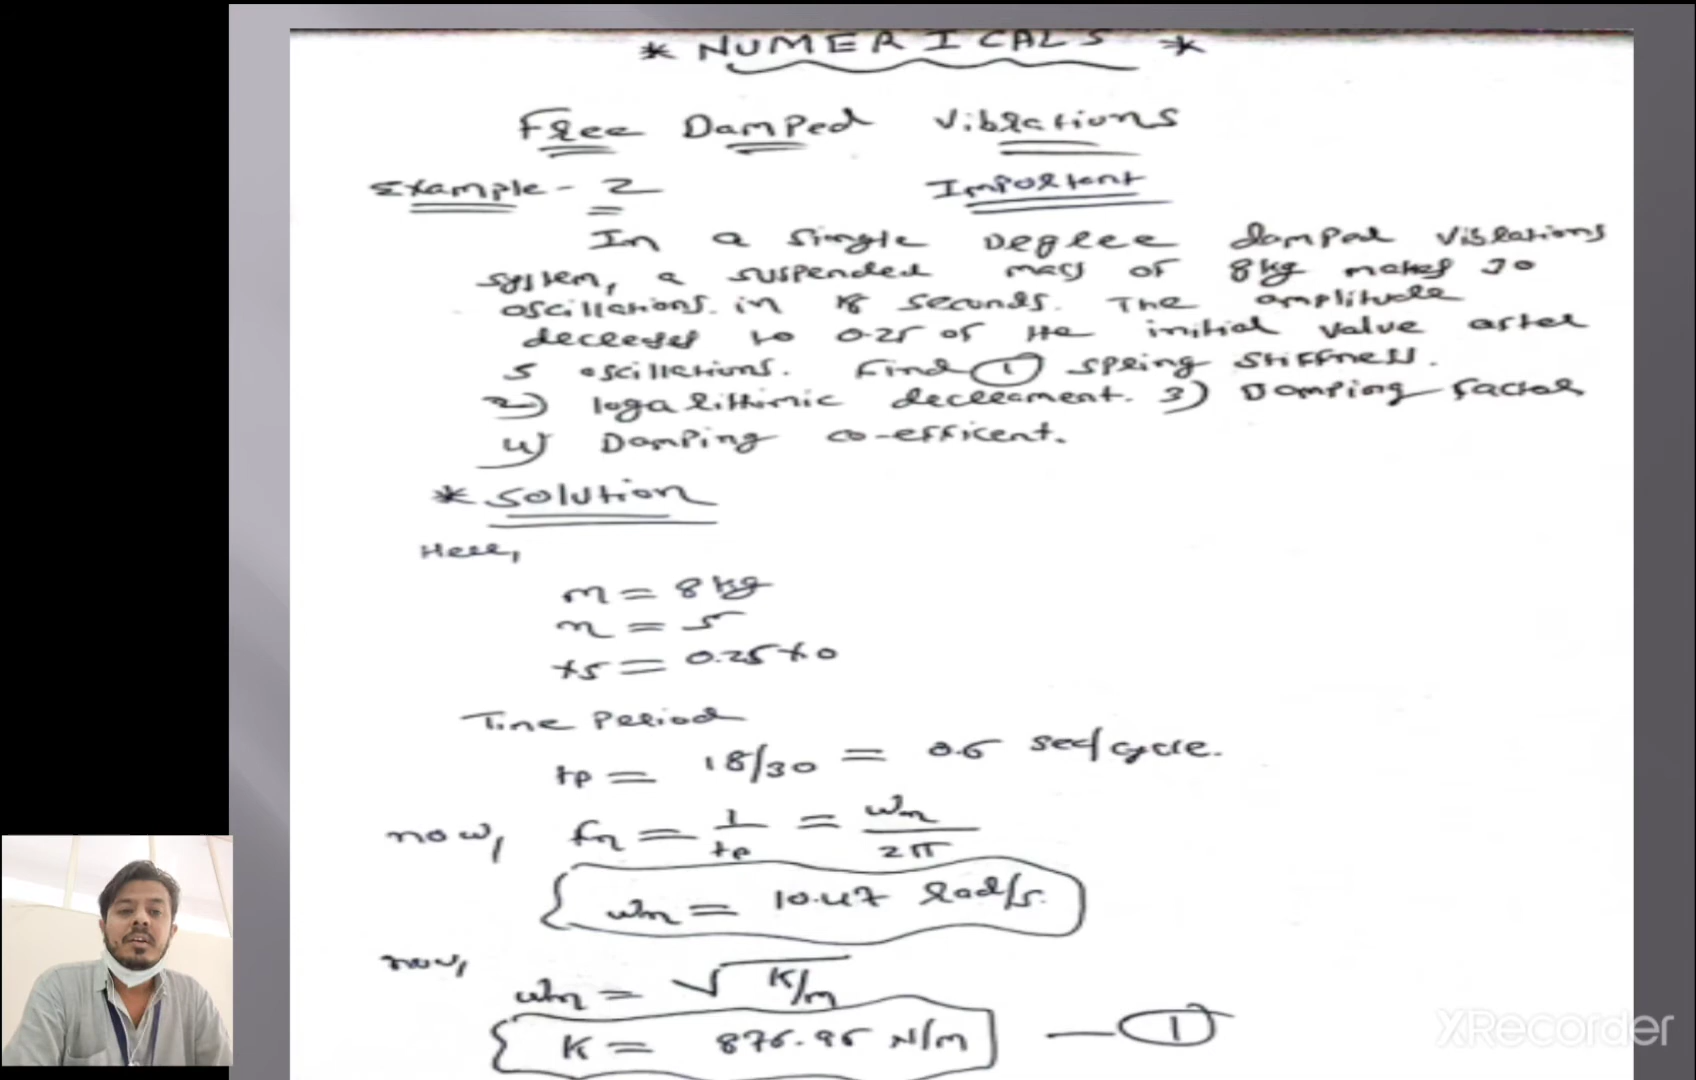 * NUMERICALS *
Free Damped Vibrations
Example - 2 Important
In a single Degree damped Vibrations
system, a suspended mass of 8kg makes 30
oscillations in 18 seconds. The amplitude
decreases to 0.25 of the initial value after
5 oscillations. Find ① spring stiffness.
2) logarithmic decreament. 3) Damping factor
4) Damping co-efficent.
* Solution
Here,
m = 8 kg
n = 5
x5 = 0.25 x0
Time Period
tp = 18/30 = 0.6 sec/cycle.
now, fn = 1/tp = ωn/2π
ωn = 10.47 rad/s.
now,
ωn = √K/m
K = 876.96 N/m — ①
XRecorder